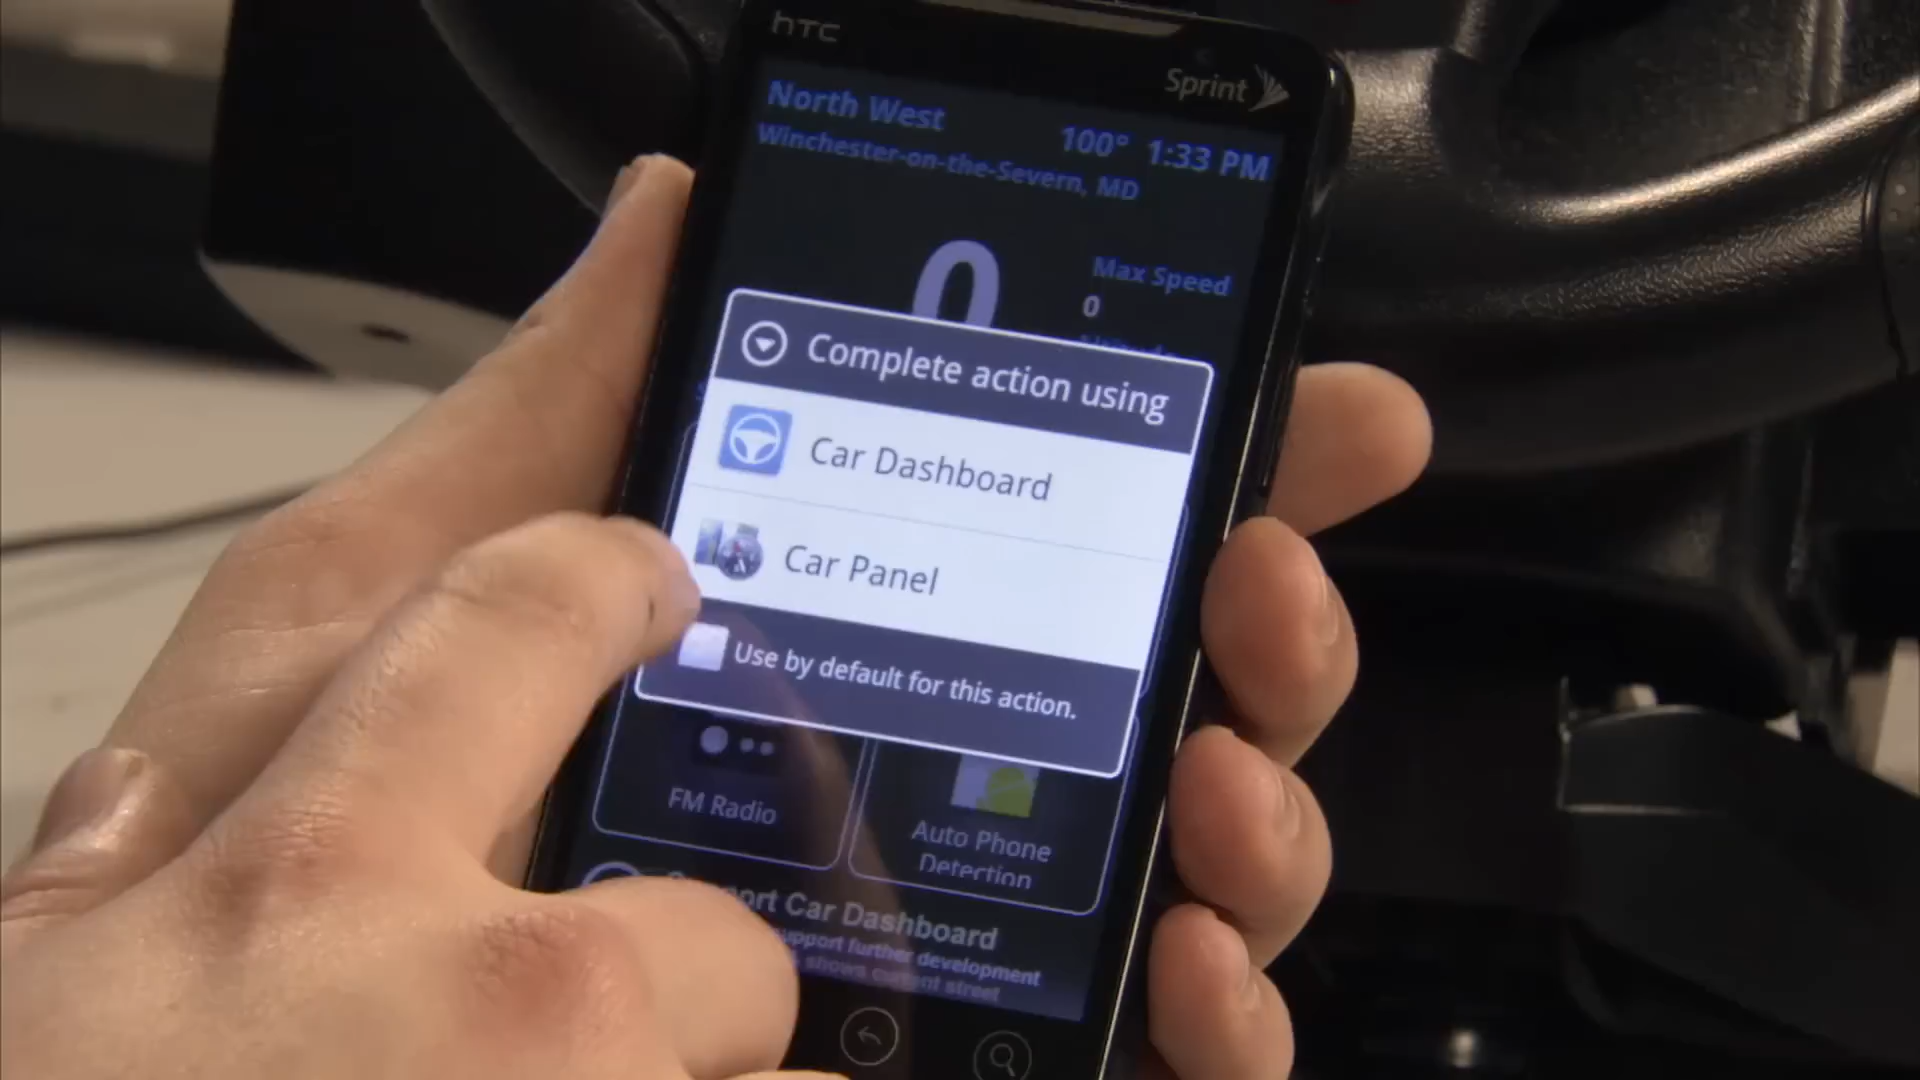 hTC
Sprint
North West
100° 1:33 PM
Winchester-on-the-Severn, MD
0
Max Speed
0
Complete action using
Car Dashboard
Car Panel
Use by default for this action.
FM Radio
Auto Phone
Detection
Car Dashboard
support further development
shows current street